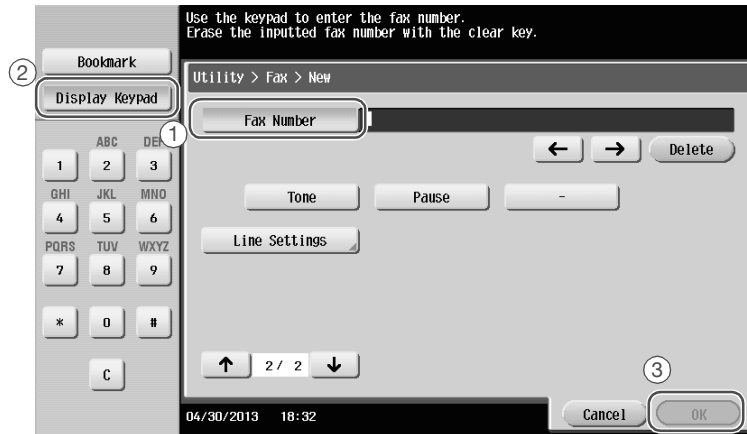 Use the keypad to enter the fax number.
Erase the inputted fax number with the clear key.
2
Bookmark
Display Keypad
Utility > Fax > New
1
Fax Number
ABC
DEF
1
2
3
← → Delete
GHI
JKL
MNO
4
5
6
Tone
Pause
-
PQRS
TUV
WXYZ
7
8
9
Line Settings
*
0
#
C
↑ 2/ 2 ↓
3
04/30/2013 18:32
Cancel
OK